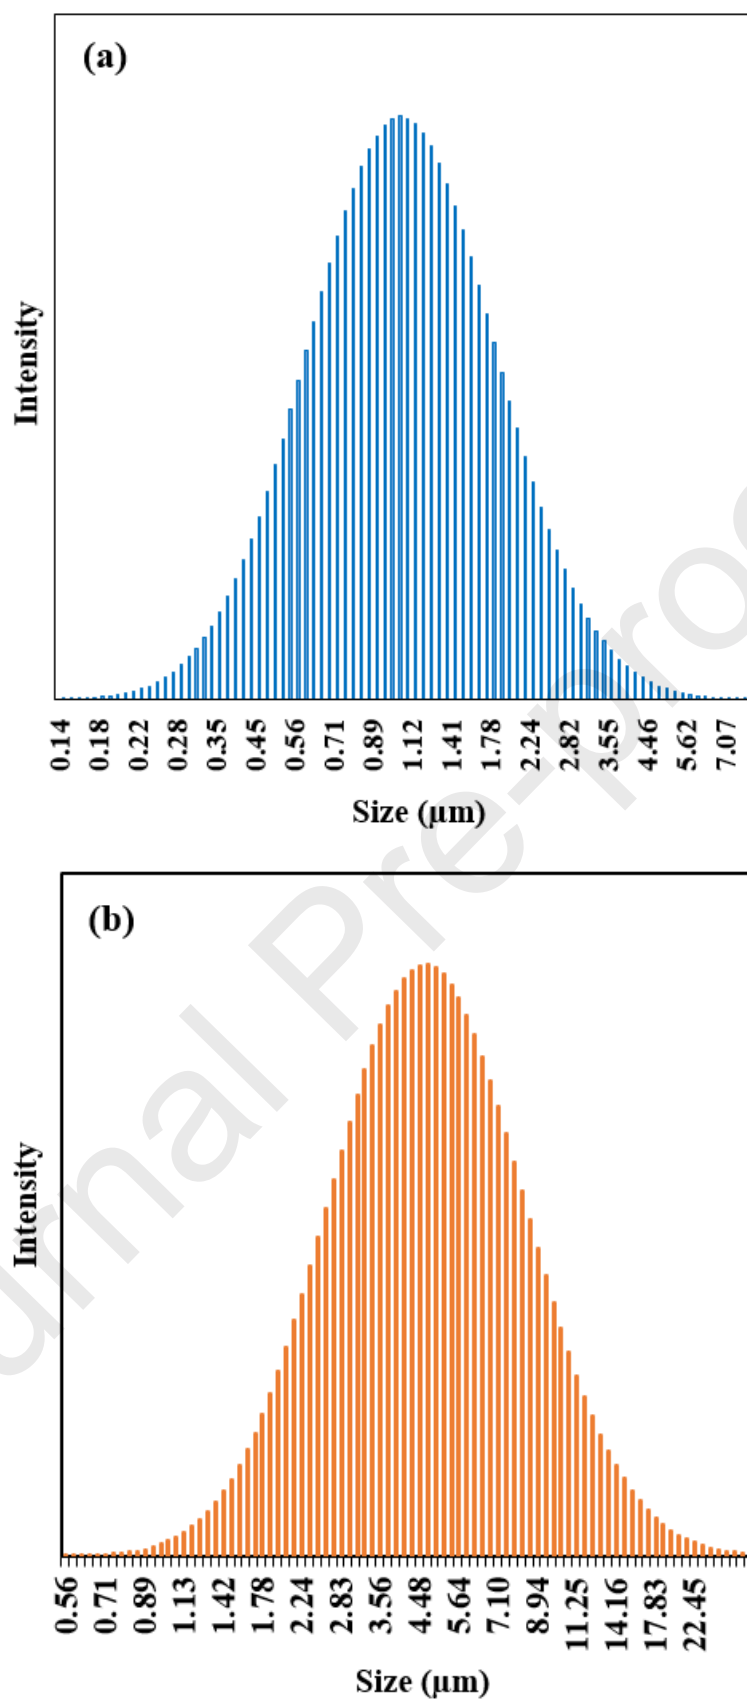 (a)
Intensity
0.14 0.18 0.22 0.28 0.35 0.45 0.56 0.71 0.89 1.12 1.41 1.78 2.24 2.82 3.55 4.46 5.62 7.07
Size (μm)
(b)
Intensity
0.56 0.71 0.89 1.13 1.42 1.78 2.24 2.83 3.56 4.48 5.64 7.10 8.94 11.25 14.16 17.83 22.45
Size (μm)
urnal Pre-proo